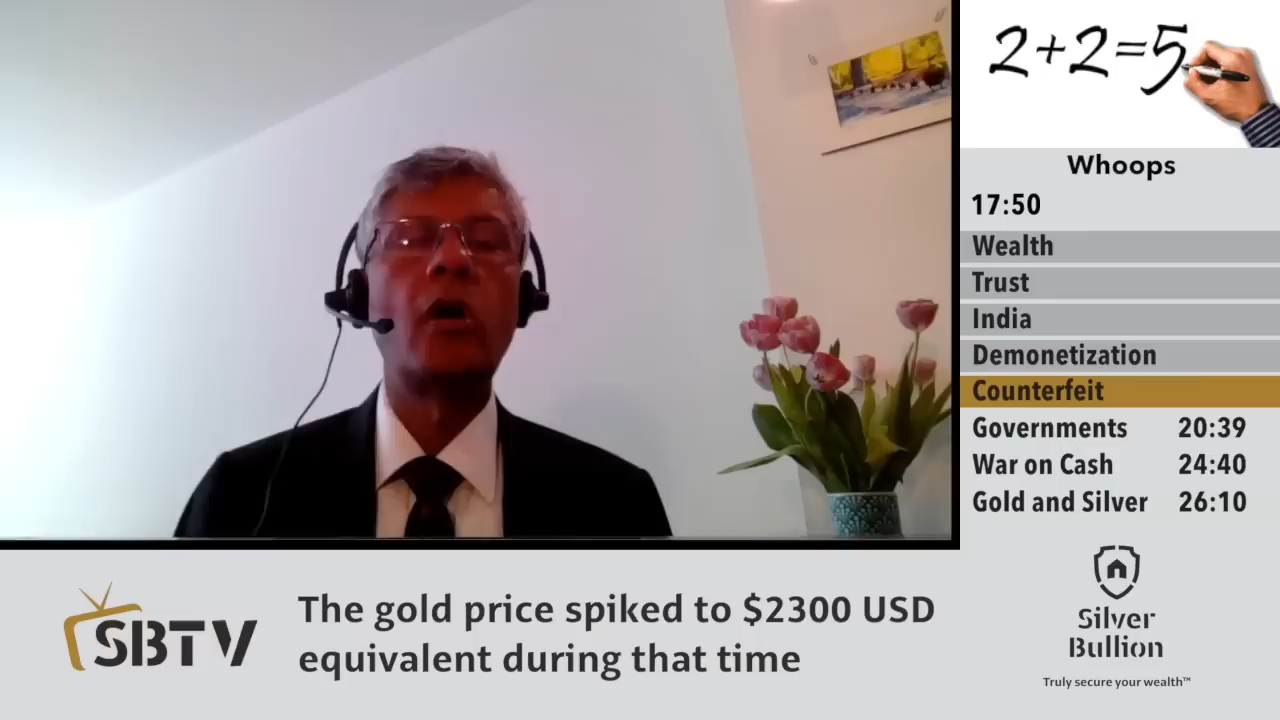 2+2=5
Whoops
17:50
Wealth
Trust
India
Demonetization
Counterfeit
Governments 20:39
War on Cash 24:40
Gold and Silver 26:10
SBTV
The gold price spiked to $2300 USD
equivalent during that time
Silver
Bullion
Truly secure your wealth™